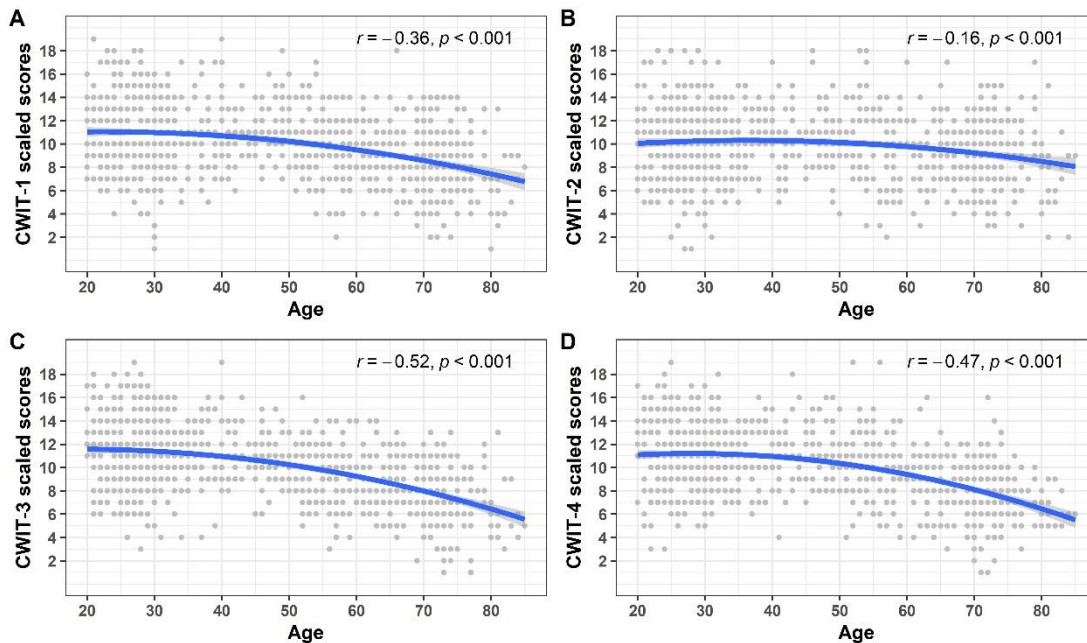 A
r = −0.36, p < 0.001
CWIT-1 scaled scores
18
16
14
12
10
8
6
4
2
20 30 40 50 60 70 80
Age
B
r = −0.16, p < 0.001
CWIT-2 scaled scores
18
16
14
12
10
8
6
4
2
20 30 40 50 60 70 80
Age
C
r = −0.52, p < 0.001
CWIT-3 scaled scores
18
16
14
12
10
8
6
4
2
20 30 40 50 60 70 80
Age
D
r = −0.47, p < 0.001
CWIT-4 scaled scores
18
16
14
12
10
8
6
4
2
20 30 40 50 60 70 80
Age